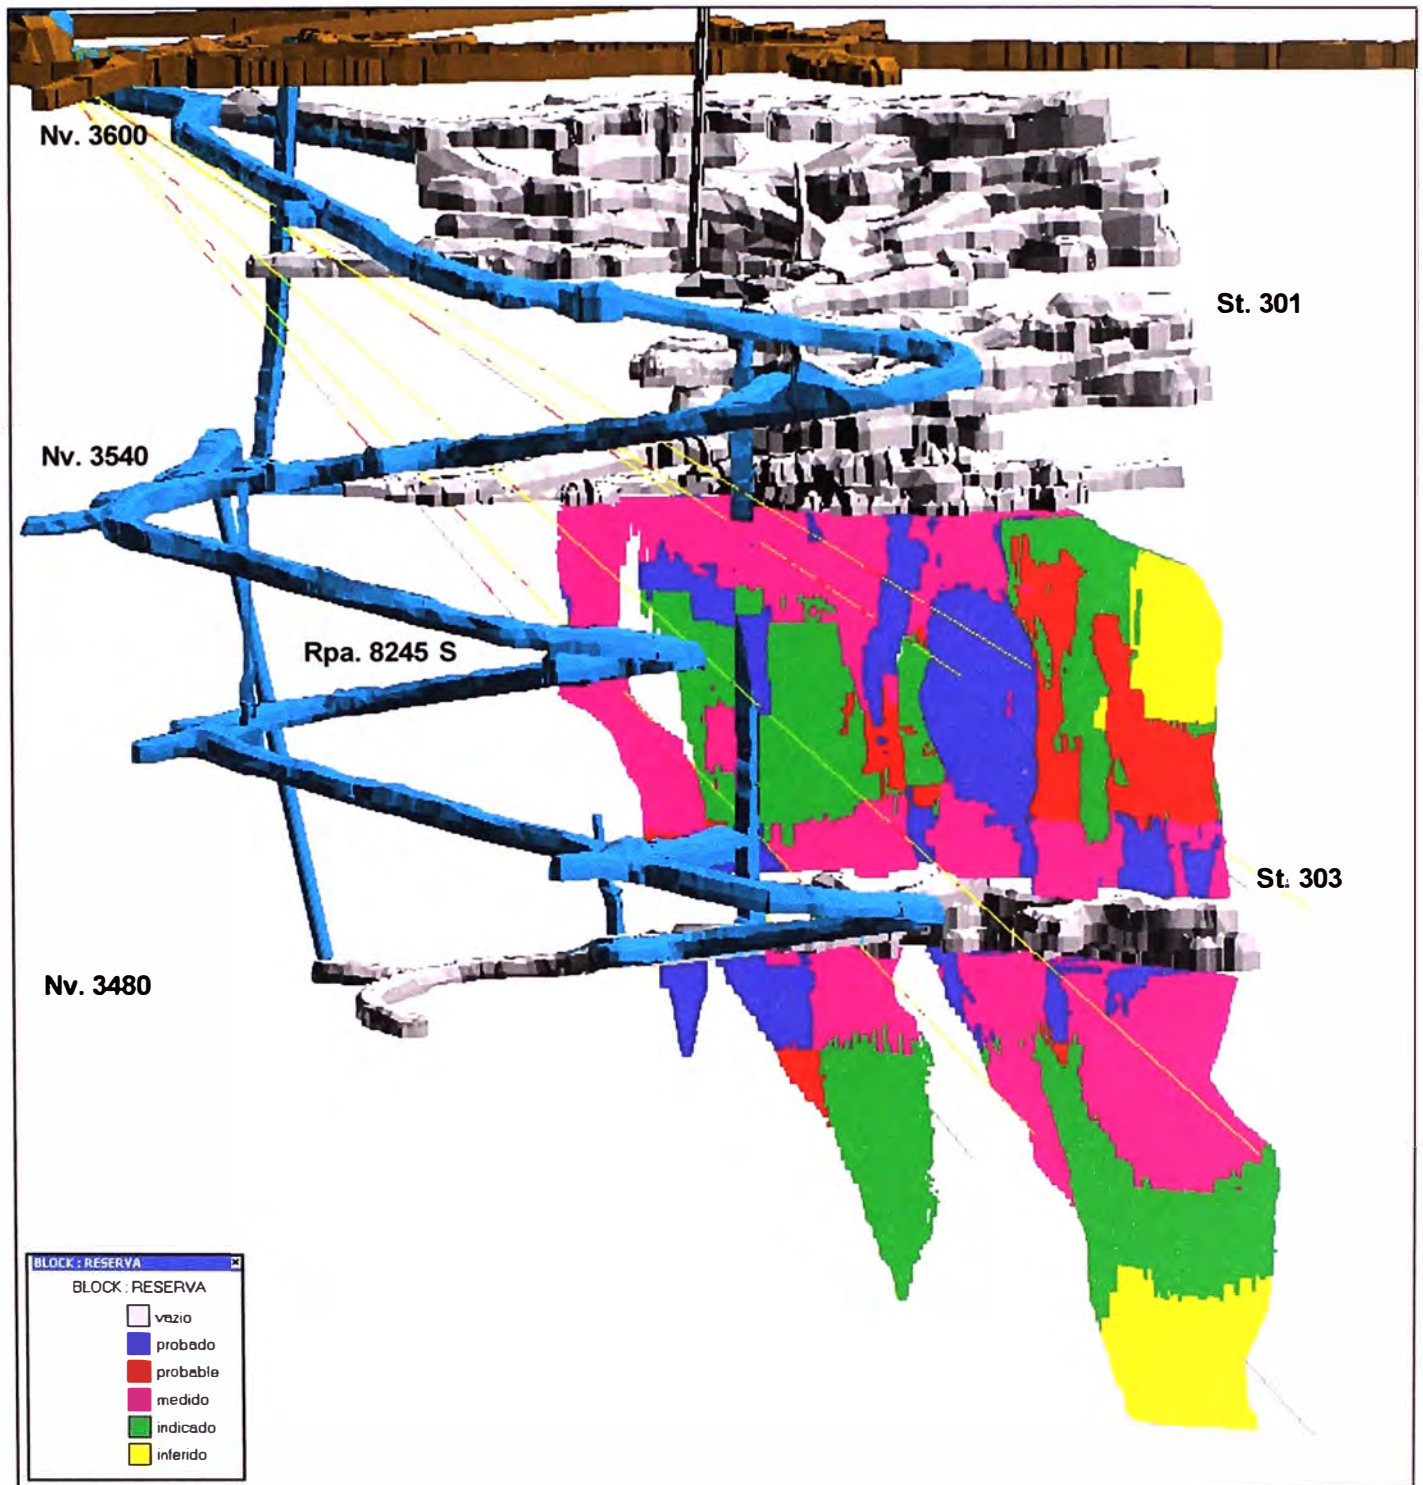 Nv. 3600
St. 301
Nv. 3540
Rpa. 8245 S
St. 303
Nv. 3480
BLOCK : RESERVA
BLOCK : RESERVA
vazio
probado
probable
medido
indicado
inferido